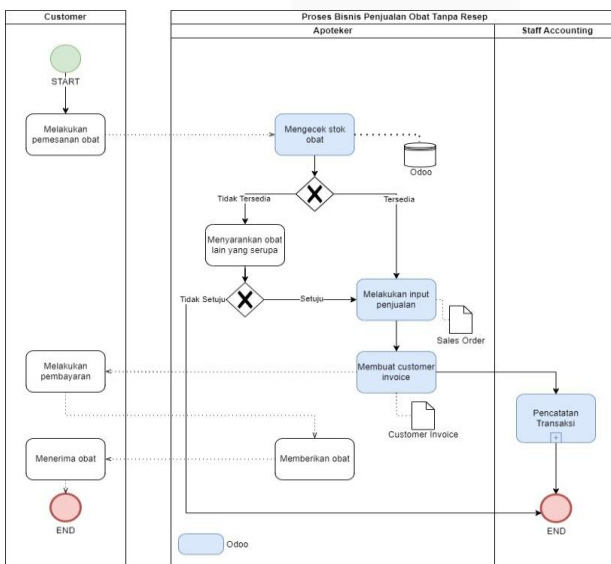 Customer
Proses Bisnis Penjualan Obat Tanpa Resep
Apoteker
Staff Accounting
START
Melakukan
pemesanan obat
Mengecek stok
obat
Odoo
Tidak Tersedia
Tersedia
Menyarankan obat
lain yang serupa
Tidak Setuju
Setuju
Melakukan input
penjualan
Sales Order
Melakukan
pembayaran
Membuat customer
invoice
Customer Invoice
Pencatatan
Transaksi
Menerima obat
Memberikan obat
END
END
Odoo